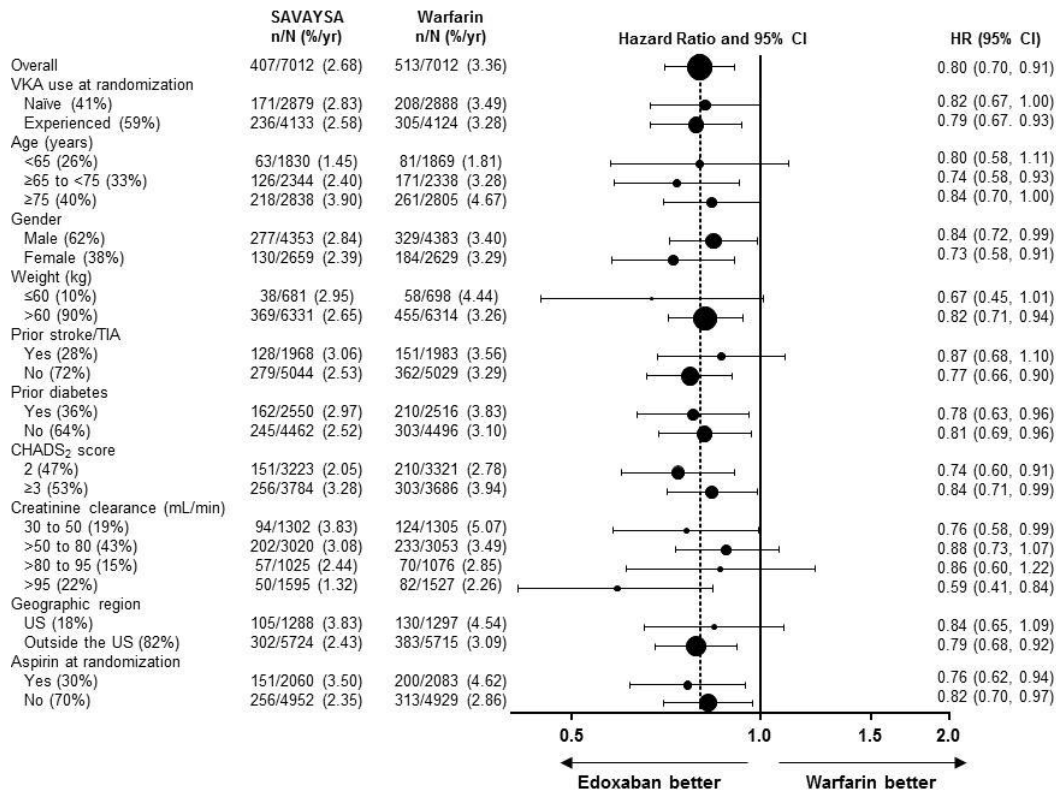 SAVAYSA Warfarin
n/N (%/yr) n/N (%/yr) Hazard Ratio and 95% CI HR (95% CI)
Overall 407/7012 (2.68) 513/7012 (3.36) 0.80 (0.70, 0.91)
VKA use at randomization
Naïve (41%) 171/2879 (2.83) 208/2888 (3.49) 0.82 (0.67, 1.00)
Experienced (59%) 236/4133 (2.58) 305/4124 (3.28) 0.79 (0.67. 0.93)
Age (years)
<65 (26%) 63/1830 (1.45) 81/1869 (1.81) 0.80 (0.58, 1.11)
≥65 to <75 (33%) 126/2344 (2.40) 171/2338 (3.28) 0.74 (0.58, 0.93)
≥75 (40%) 218/2838 (3.90) 261/2805 (4.67) 0.84 (0.70, 1.00)
Gender
Male (62%) 277/4353 (2.84) 329/4383 (3.40) 0.84 (0.72, 0.99)
Female (38%) 130/2659 (2.39) 184/2629 (3.29) 0.73 (0.58, 0.91)
Weight (kg)
≤60 (10%) 38/681 (2.95) 58/698 (4.44) 0.67 (0.45, 1.01)
>60 (90%) 369/6331 (2.65) 455/6314 (3.26) 0.82 (0.71, 0.94)
Prior stroke/TIA
Yes (28%) 128/1968 (3.06) 151/1983 (3.56) 0.87 (0.68, 1.10)
No (72%) 279/5044 (2.53) 362/5029 (3.29) 0.77 (0.66, 0.90)
Prior diabetes
Yes (36%) 162/2550 (2.97) 210/2516 (3.83) 0.78 (0.63, 0.96)
No (64%) 245/4462 (2.52) 303/4496 (3.10) 0.81 (0.69, 0.96)
CHADS₂ score
2 (47%) 151/3223 (2.05) 210/3321 (2.78) 0.74 (0.60, 0.91)
≥3 (53%) 256/3784 (3.28) 303/3686 (3.94) 0.84 (0.71, 0.99)
Creatinine clearance (mL/min)
30 to 50 (19%) 94/1302 (3.83) 124/1305 (5.07) 0.76 (0.58, 0.99)
>50 to 80 (43%) 202/3020 (3.08) 233/3053 (3.49) 0.88 (0.73, 1.07)
>80 to 95 (15%) 57/1025 (2.44) 70/1076 (2.85) 0.86 (0.60, 1.22)
>95 (22%) 50/1595 (1.32) 82/1527 (2.26) 0.59 (0.41, 0.84)
Geographic region
US (18%) 105/1288 (3.83) 130/1297 (4.54) 0.84 (0.65, 1.09)
Outside the US (82%) 302/5724 (2.43) 383/5715 (3.09) 0.79 (0.68, 0.92)
Aspirin at randomization
Yes (30%) 151/2060 (3.50) 200/2083 (4.62) 0.76 (0.62, 0.94)
No (70%) 256/4952 (2.35) 313/4929 (2.86) 0.82 (0.70, 0.97)
0.5 1.0 1.5 2.0
Edoxaban better Warfarin better